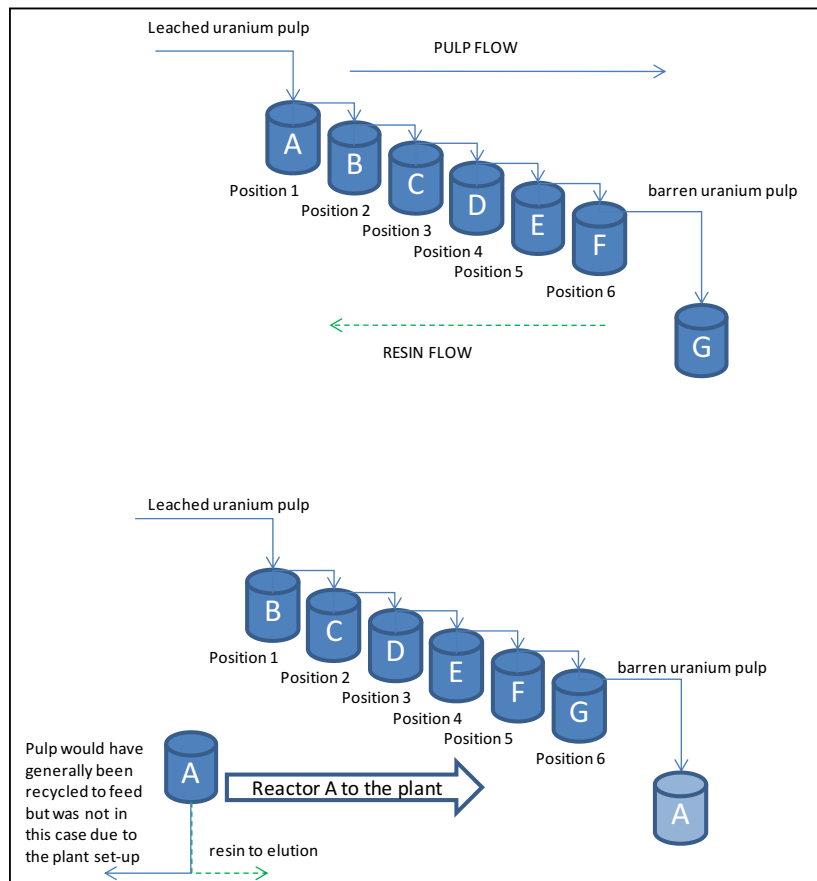 Leached uranium pulp
PULP FLOW
A
B
C
D
E
F
Position 1
Position 2
Position 3
Position 4
Position 5
Position 6
barren uranium pulp
G
RESIN FLOW
Leached uranium pulp
B
C
D
E
F
G
Position 1
Position 2
Position 3
Position 4
Position 5
Position 6
barren uranium pulp
A
Pulp would have
generally been
recycled to feed
but was not in
this case due to
the plant set-up
A
Reactor A to the plant
resin to elution